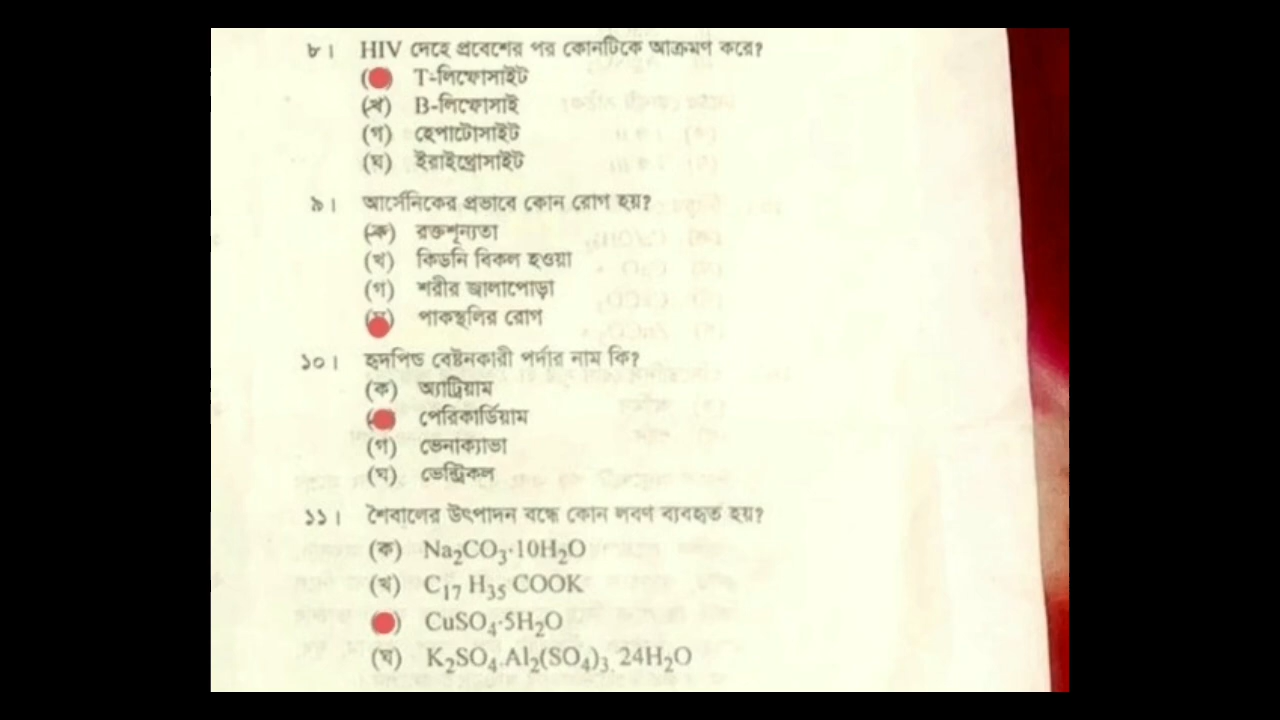 ৮। HIV দেহে প্রবেশের পর কোনটিকে আক্রমণ করে?
T-লিম্ফোসাইট
(খ) B-লিম্ফোসাই
(গ) হেপাটোসাইট
(ঘ) ইরাইথ্রোসাইট
৯। আর্সেনিকের প্রভাবে কোন রোগ হয়?
(ক) রক্তশূন্যতা
(খ) কিডনি বিকল হওয়া
(গ) শরীর জ্বালাপোড়া
(ঘ) পাকস্থলির রোগ
১০। হৃদপিন্ড বেষ্টনকারী পর্দার নাম কি?
(ক) অ্যাট্রিয়াম
পেরিকার্ডিয়াম
(গ) ভেনাক্যাভা
(ঘ) ভেন্ট্রিকল
১১। শৈবালের উৎপাদন বন্ধে কোন লবণ ব্যবহৃত হয়?
(ক) Na₂CO₃·10H₂O
(খ) C₁₇ H₃₅ COOK
CuSO₄·5H₂O
(ঘ) K₂SO₄.Al₂(SO₄)₃. 24H₂O